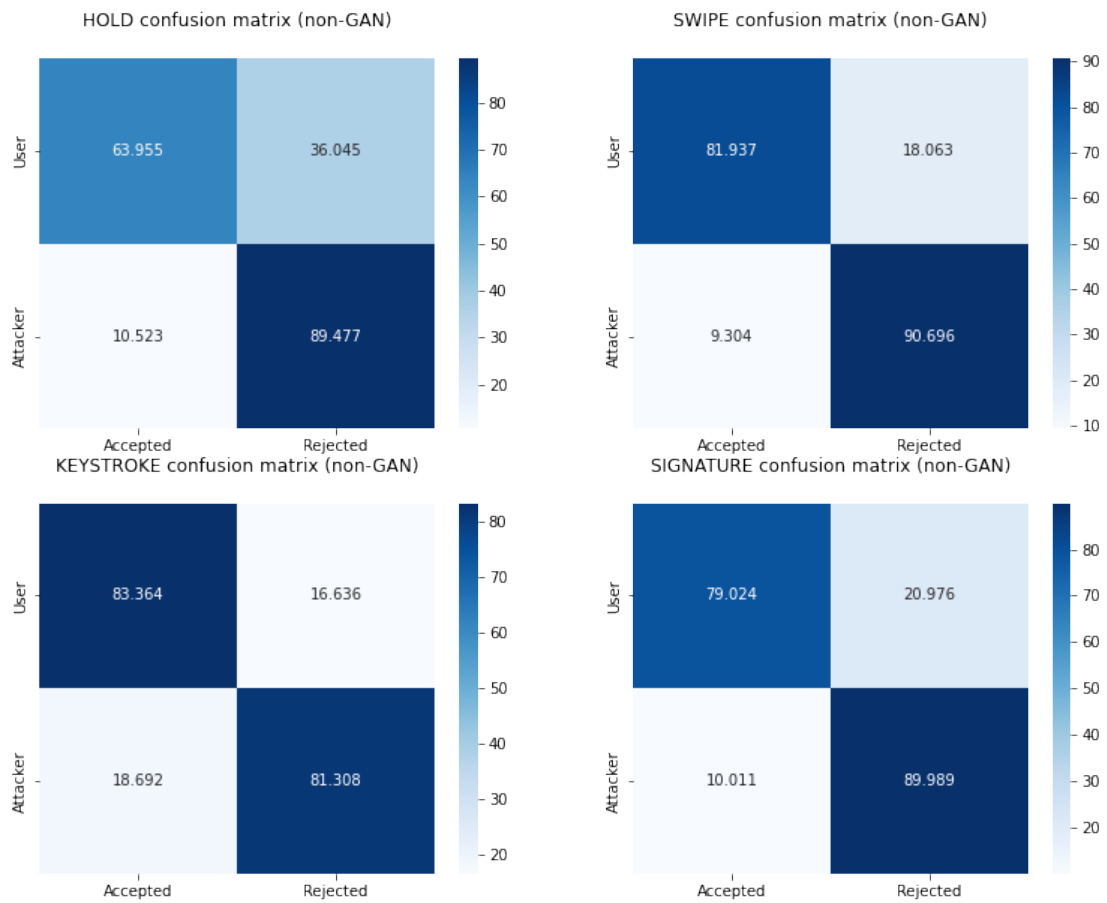 HOLD confusion matrix (non-GAN)
User
Attacker
63.955
36.045
10.523
89.477
80
70
60
50
40
30
20
Accepted
Rejected
SWIPE confusion matrix (non-GAN)
User
Attacker
81.937
18.063
9.304
90.696
90
80
70
60
50
40
30
20
10
Accepted
Rejected
KEYSTROKE confusion matrix (non-GAN)
User
Attacker
83.364
16.636
18.692
81.308
80
70
60
50
40
30
20
Accepted
Rejected
SIGNATURE confusion matrix (non-GAN)
User
Attacker
79.024
20.976
10.011
89.989
80
70
60
50
40
30
20
Accepted
Rejected